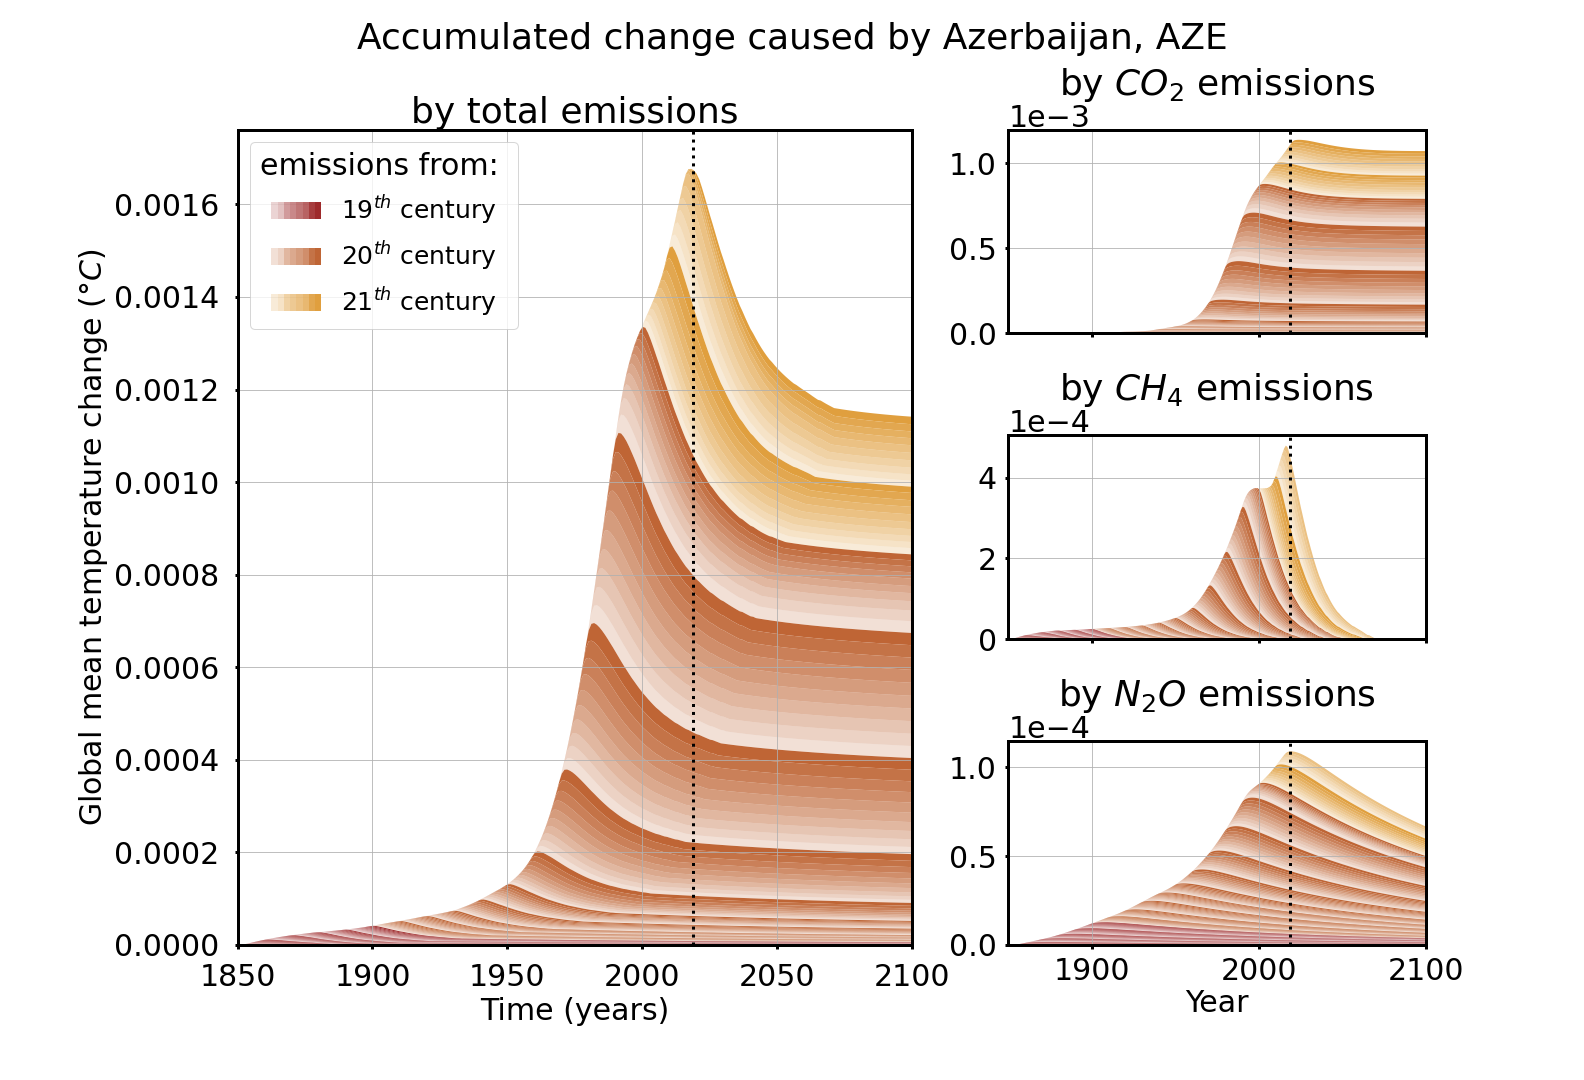 Accumulated change caused by Azerbaijan, AZE
by total emissions
emissions from:
19th century
20th century
21th century
Global mean temperature change (°C)
0.0016
0.0014
0.0012
0.0010
0.0008
0.0006
0.0004
0.0002
0.0000
1850 1900 1950 2000 2050 2100
Time (years)
by CO2 emissions
1e−3
1.0
0.5
0.0
by CH4 emissions
1e−4
4
2
0
by N2O emissions
1e−4
1.0
0.5
0.0
1900 2000 2100
Year